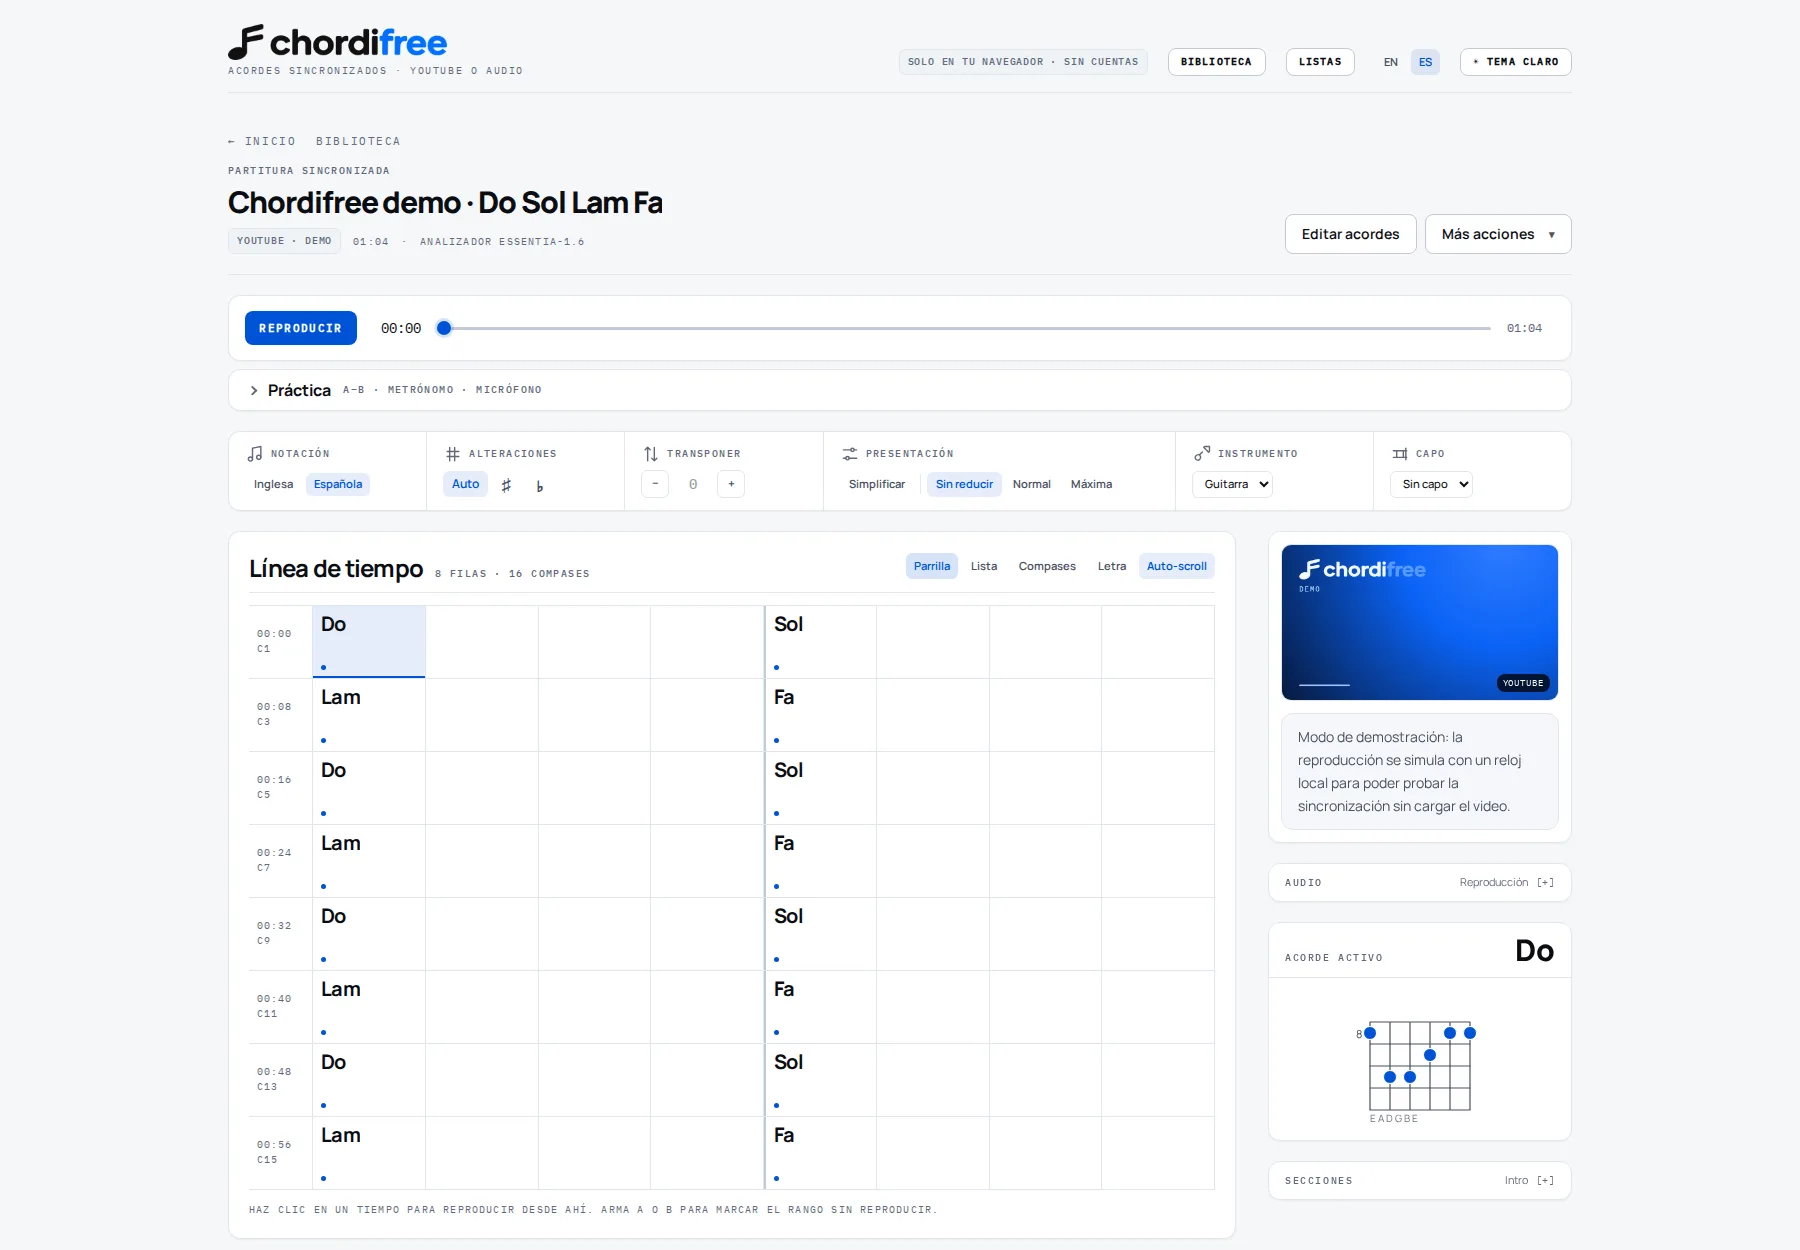 chordifree
ACORDES SINCRONIZADOS · YOUTUBE O AUDIO
SOLO EN TU NAVEGADOR · SIN CUENTAS
BIBLIOTECA
LISTAS
EN
ES
☀ TEMA CLARO
← INICIO BIBLIOTECA
PARTITURA SINCRONIZADA
Chordifree demo · Do Sol Lam Fa
YOUTUBE · DEMO 01:04 · ANALIZADOR ESSENTIA-1.6
Editar acordes
Más acciones ▾
REPRODUCIR 00:00 01:04
Práctica A–B · METRÓNOMO · MICRÓFONO
NOTACIÓN
Inglesa Española
ALTERACIONES
Auto ♯ ♭
TRANSPONER
− 0 +
PRESENTACIÓN
Simplificar Sin reducir Normal Máxima
INSTRUMENTO
Guitarra
CAPO
Sin capo
Línea de tiempo 8 FILAS · 16 COMPASES
Parrilla Lista Compases Letra Auto-scroll
00:00 Do Sol
C1
00:08 Lam Fa
C3
00:16 Do Sol
C5
00:24 Lam Fa
C7
00:32 Do Sol
C9
00:40 Lam Fa
C11
00:48 Do Sol
C13
00:56 Lam Fa
C15
HAZ CLIC EN UN TIEMPO PARA REPRODUCIR DESDE AHÍ. ARMA A O B PARA MARCAR EL RANGO SIN REPRODUCIR.
chordifree
DEMO
YOUTUBE
Modo de demostración: la
reproducción se simula con un reloj
local para poder probar la
sincronización sin cargar el video.
AUDIO Reproducción [+]
ACORDE ACTIVO Do
8
EADGBE
SECCIONES Intro [+]